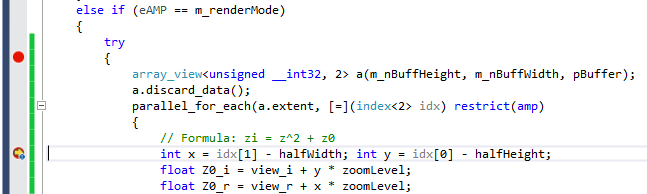 else if (eAMP == m_renderMode)
{
try
{
array_view<unsigned __int32, 2> a(m_nBuffHeight, m_nBuffWidth, pBuffer);
a.discard_data();
parallel_for_each(a.extent, [=](index<2> idx) restrict(amp)
{
// Formula: zi = z^2 + z0
int x = idx[1] - halfWidth; int y = idx[0] - halfHeight;
float Z0_i = view_i + y * zoomLevel;
float Z0_r = view_r + x * zoomLevel;